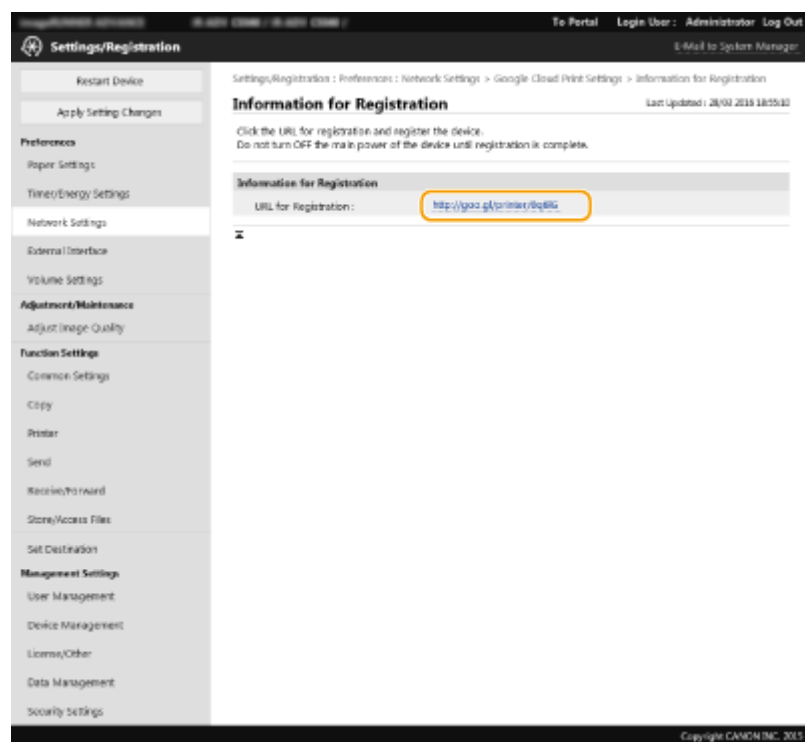 To Portal Login User : Administrator Log Out
Settings/Registration
E-Mail to System Manager
Restart Device
Apply Setting Changes
Preferences
Paper Settings
Timer/Energy Settings
Network Settings
External Interface
Volume Settings
Adjustment/Maintenance
Adjust Image Quality
Function Settings
Common Settings
Copy
Printer
Send
Receive/Forward
Store/Access Files
Set Destination
Management Settings
User Management
Device Management
License/Other
Data Management
Security Settings
Settings/Registration : Preferences : Network Settings > Google Cloud Print Settings > Information for Registration
Information for Registration
Last Updated : 28/03 2016 18:55:10
Click the URL for registration and register the device.
Do not turn OFF the main power of the device until registration is complete.
Information for Registration
URL for Registration :
Copyright CANON INC. 2015